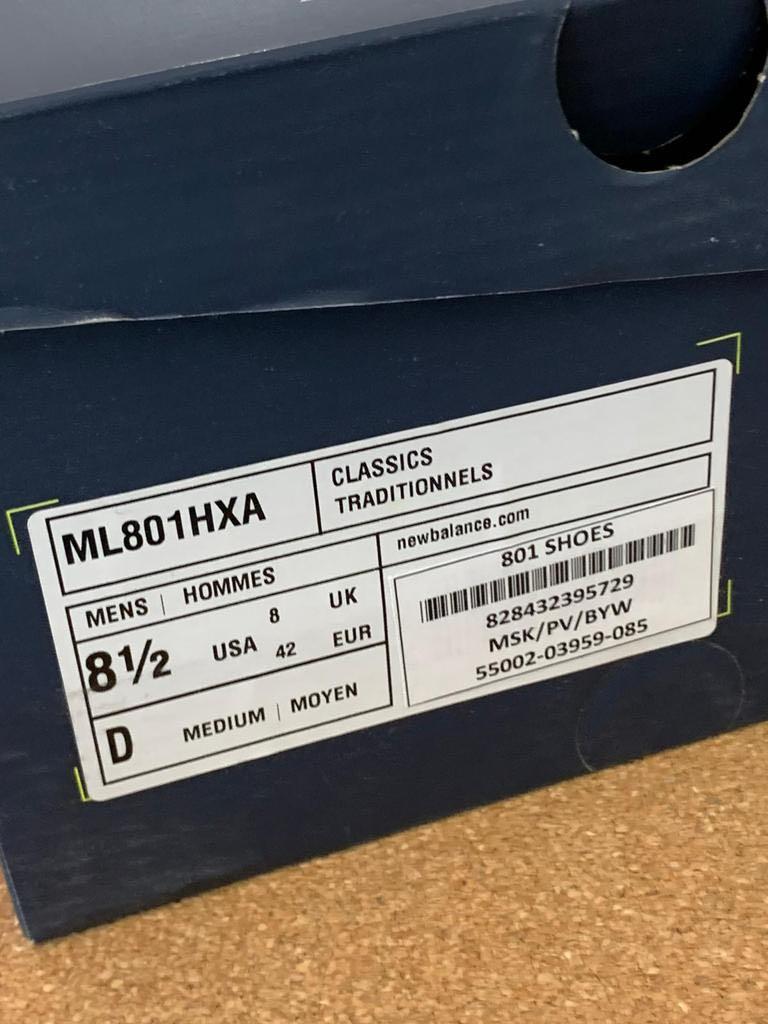 ML801HXA
CLASSICS
TRADITIONNELS
MENS | HOMMES
newbalance.com
8½ USA 8 UK
42 EUR
D MEDIUM | MOYEN
801 SHOES
828432395729
MSK/PV/BYW
55002-03959-085